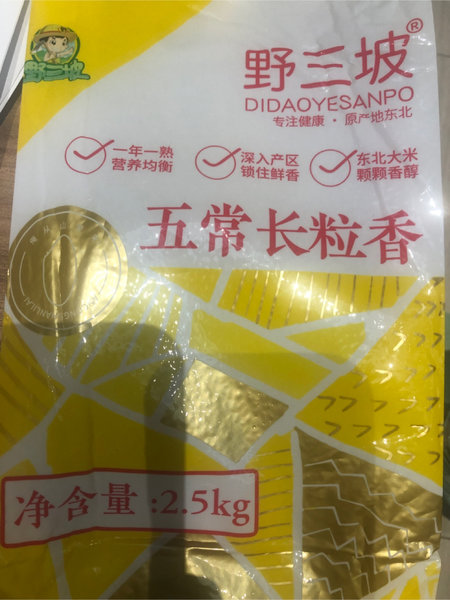 野三坡
野三坡®
DIDAOYESANPO
专注健康·原产地东北
一年一熟
营养均衡
深入产区
锁住鲜香
东北大米
颗颗香醇
五常长粒香
净含量:2.5kg